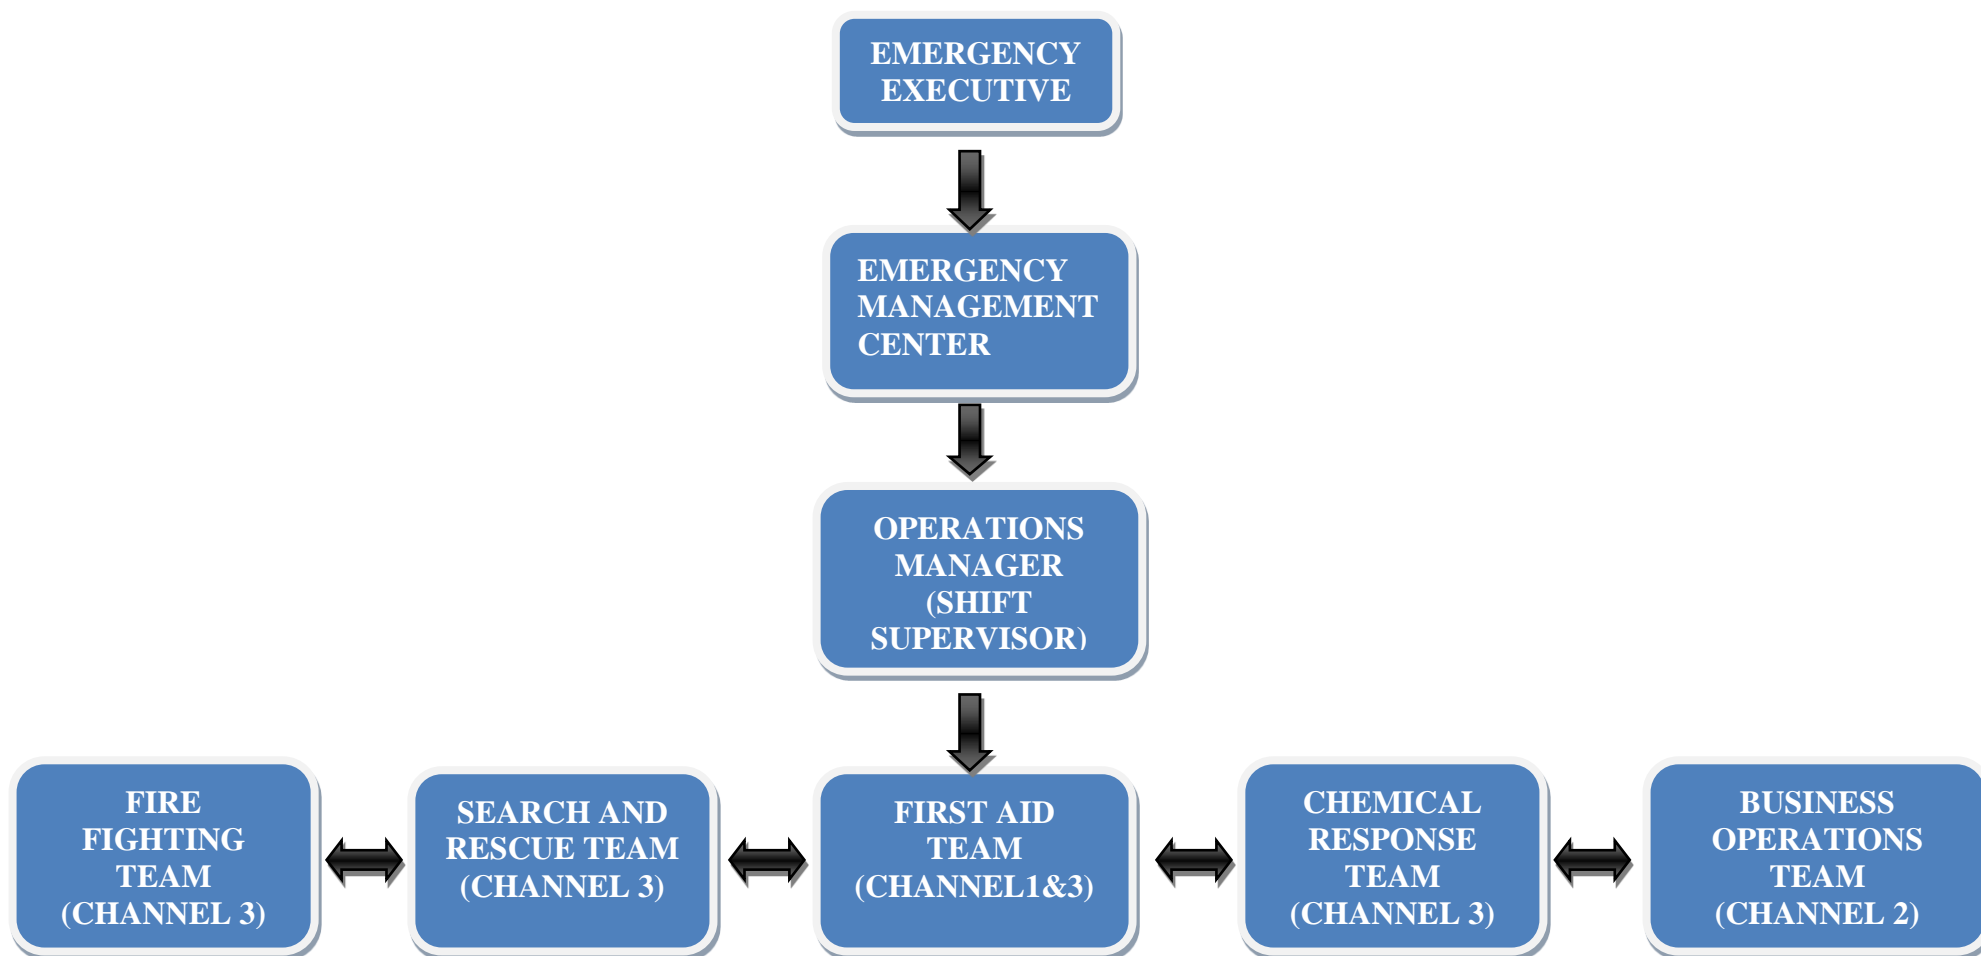 EMERGENCY
EXECUTIVE
EMERGENCY
MANAGEMENT
CENTER
OPERATIONS
MANAGER
(SHIFT
SUPERVISOR)
FIRE
FIGHTING
TEAM
(CHANNEL 3)
SEARCH AND
RESCUE TEAM
(CHANNEL 3)
FIRST AID
TEAM
(CHANNEL1&3)
CHEMICAL
RESPONSE
TEAM
(CHANNEL 3)
BUSINESS
OPERATIONS
TEAM
(CHANNEL 2)